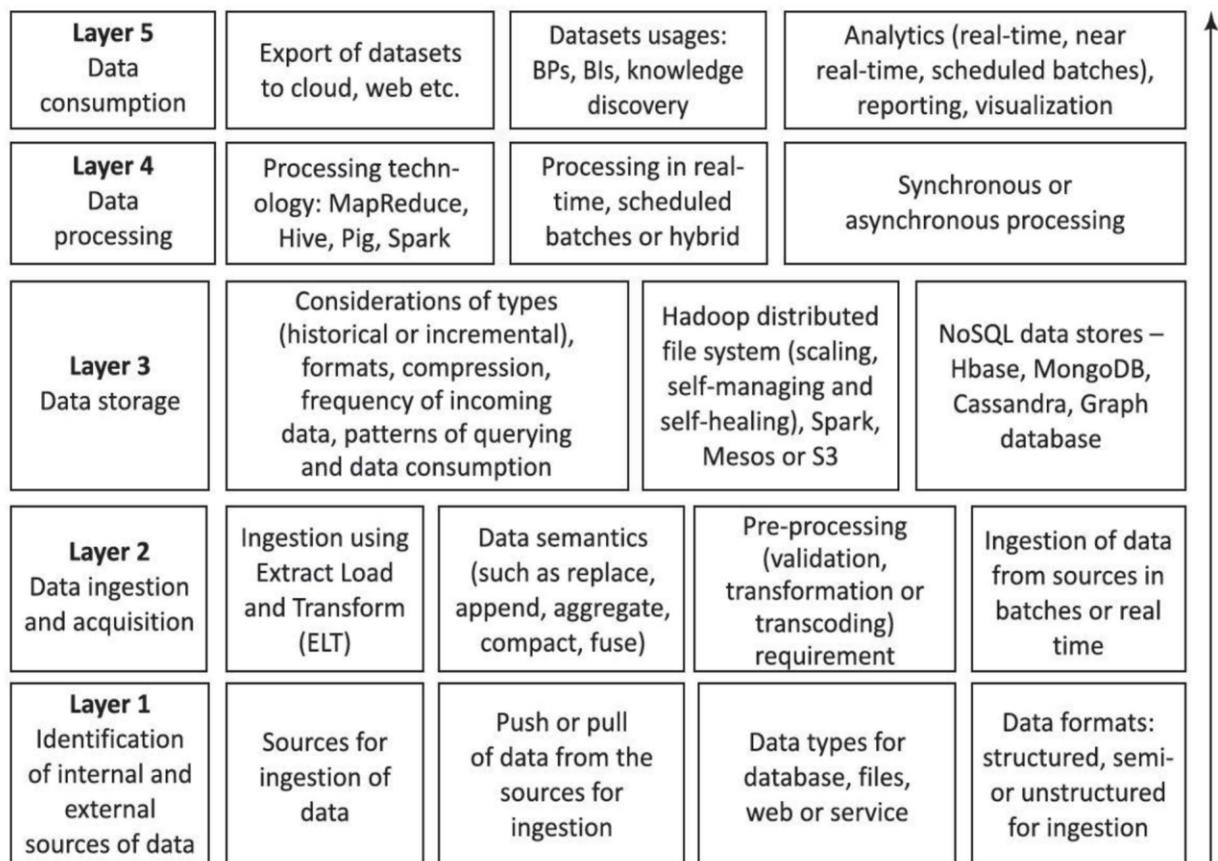 Layer 5
Data
consumption
Export of datasets
to cloud, web etc.
Datasets usages:
BPs, BIs, knowledge
discovery
Analytics (real-time, near
real-time, scheduled batches),
reporting, visualization
Layer 4
Data
processing
Processing techn-
ology: MapReduce,
Hive, Pig, Spark
Processing in real-
time, scheduled
batches or hybrid
Synchronous or
asynchronous processing
Layer 3
Data storage
Considerations of types
(historical or incremental),
formats, compression,
frequency of incoming
data, patterns of querying
and data consumption
Hadoop distributed
file system (scaling,
self-managing and
self-healing), Spark,
Mesos or S3
NoSQL data stores –
Hbase, MongoDB,
Cassandra, Graph
database
Layer 2
Data ingestion
and acquisition
Ingestion using
Extract Load
and Transform
(ELT)
Data semantics
(such as replace,
append, aggregate,
compact, fuse)
Pre-processing
(validation,
transformation or
transcoding)
requirement
Ingestion of data
from sources in
batches or real
time
Layer 1
Identification
of internal and
external
sources of data
Sources for
ingestion of
data
Push or pull
of data from the
sources for
ingestion
Data types for
database, files,
web or service
Data formats:
structured, semi-
or unstructured
for ingestion